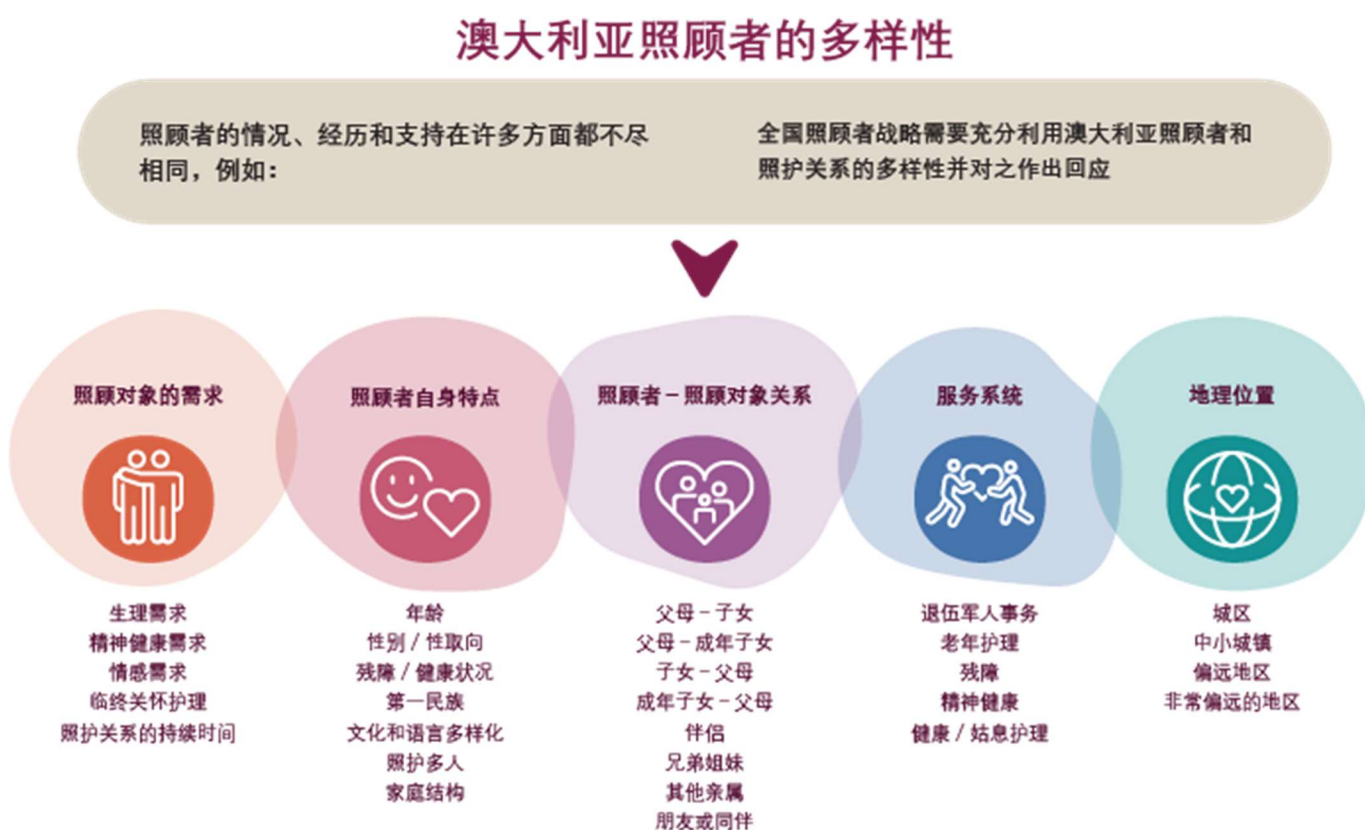 澳大利亚照顾者的多样性
照顾者的情况、经历和支持在许多方面都不尽
相同，例如：
全国照顾者战略需要充分利用澳大利亚照顾者和
照护关系的多样性并对之作出回应
照顾对象的需求
生理需求
精神健康需求
情感需求
临终关怀护理
照护关系的持续时间
照顾者自身特点
年龄
性别 / 性取向
残障 / 健康状况
第一民族
文化和语言多样化
照护多人
家庭结构
照顾者－照顾对象关系
父母－子女
父母－成年子女
子女－父母
成年子女－父母
伴侣
兄弟姐妹
其他亲属
朋友或同伴
服务系统
退伍军人事务
老年护理
残障
精神健康
健康 / 姑息护理
地理位置
城区
中小城镇
偏远地区
非常偏远的地区